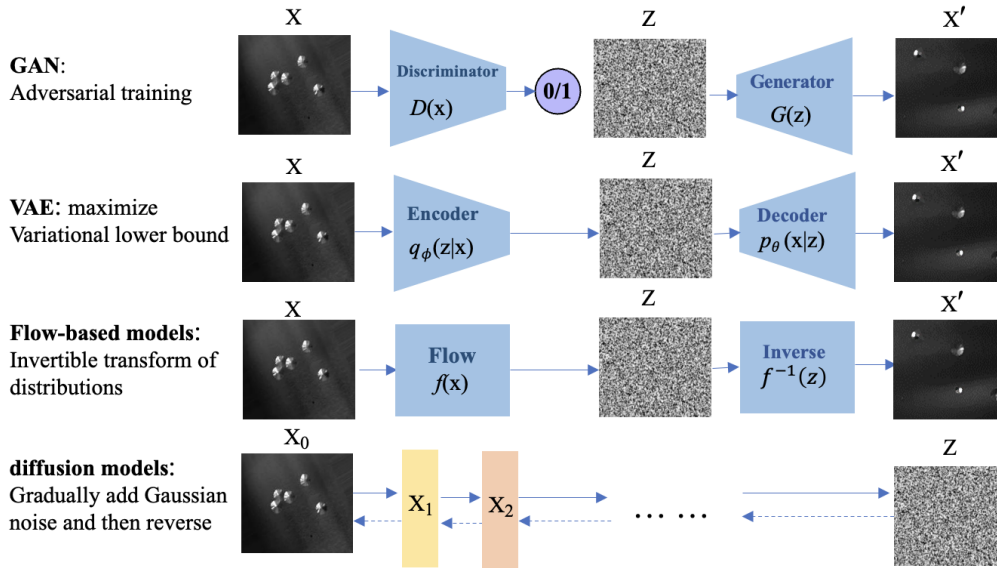 X
Z
X′
GAN:
Adversarial training
Discriminator
D(x)
0/1
Generator
G(z)
X
Z
X′
VAE: maximize
Variational lower bound
Encoder
qϕ(z|x)
Decoder
pθ(x|z)
X
Z
X′
Flow-based models:
Invertible transform of
distributions
Flow
f(x)
Inverse
f⁻¹(z)
X₀
Z
diffusion models:
Gradually add Gaussian
noise and then reverse
X₁
X₂
... ...